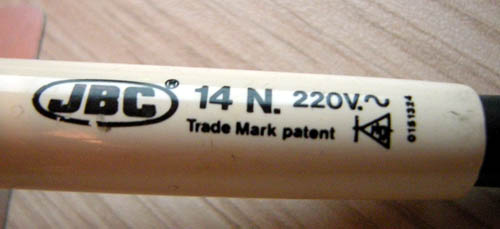 JBC® 14 N. 220V.~
Trade Mark patent
0151324